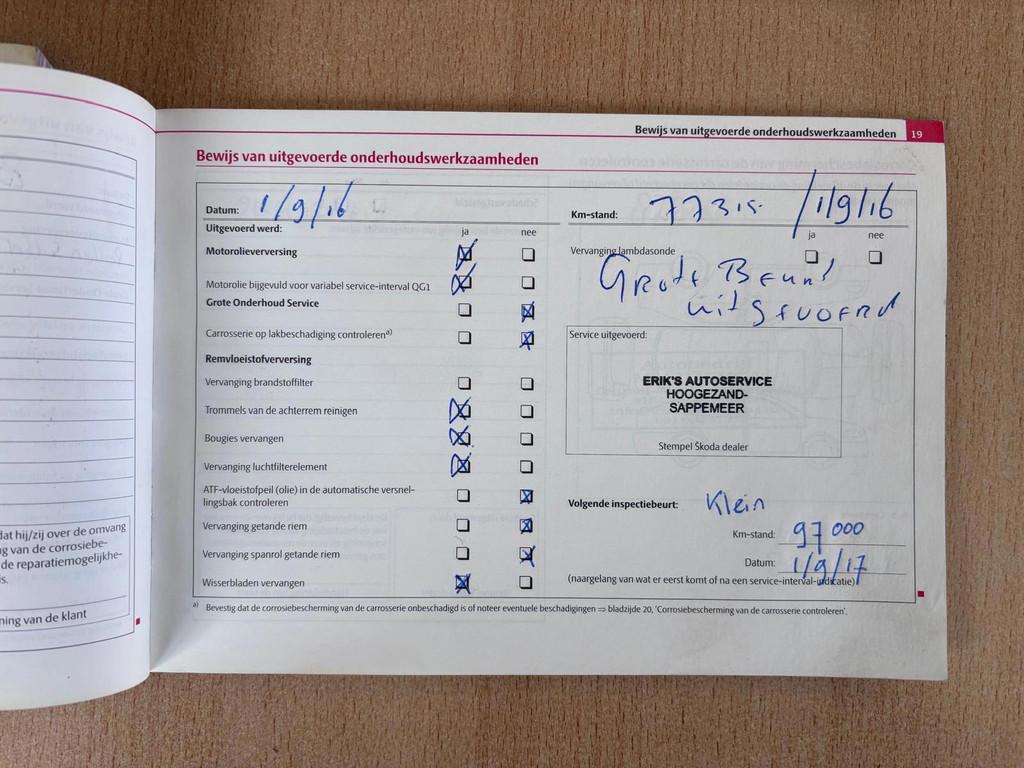 Bewijs van uitgevoerde onderhoudswerkzaamheden 19
Bewijs van uitgevoerde onderhoudswerkzaamheden
Datum: 1/9/16
Uitgevoerd werd: ja nee
Motorolieverversing
Motorolie bijgevuld voor variabel service-interval QG1
Grote Onderhoud Service
Carrosserie op lakbeschadiging controleren a)
Remvloeistofverversing
Vervanging brandstoffilter
Trommels van de achterrem reinigen
Bougies vervangen
Vervanging luchtfilterelement
ATF-vloeistofpeil (olie) in de automatische versnel-
lingsbak controleren
Vervanging getande riem
Vervanging spanrol getande riem
Wisserbladen vervangen
Km-stand: 77315 /1/9/16
ja nee
Vervanging lambdasonde
Grote Beurt
uitgevoerd
Service uitgevoerd:
ERIK'S AUTOSERVICE
HOOGEZAND-
SAPPEMEER
Stempel Škoda dealer
Volgende inspectiebeurt: Klein
Km-stand: 97000
Datum: 1/9/17
(naargelang van wat er eerst komt of na een service-interval-indicatie)
a) Bevestig dat de corrosiebescherming van de carrosserie onbeschadigd is of noteer eventuele beschadigingen ⇒ bladzijde 20, 'Corrosiebescherming van de carrosserie controleren'.
dat hij/zij over de omvang
van de corrosiebe-
de reparatiemogelijkhe-
van de klant